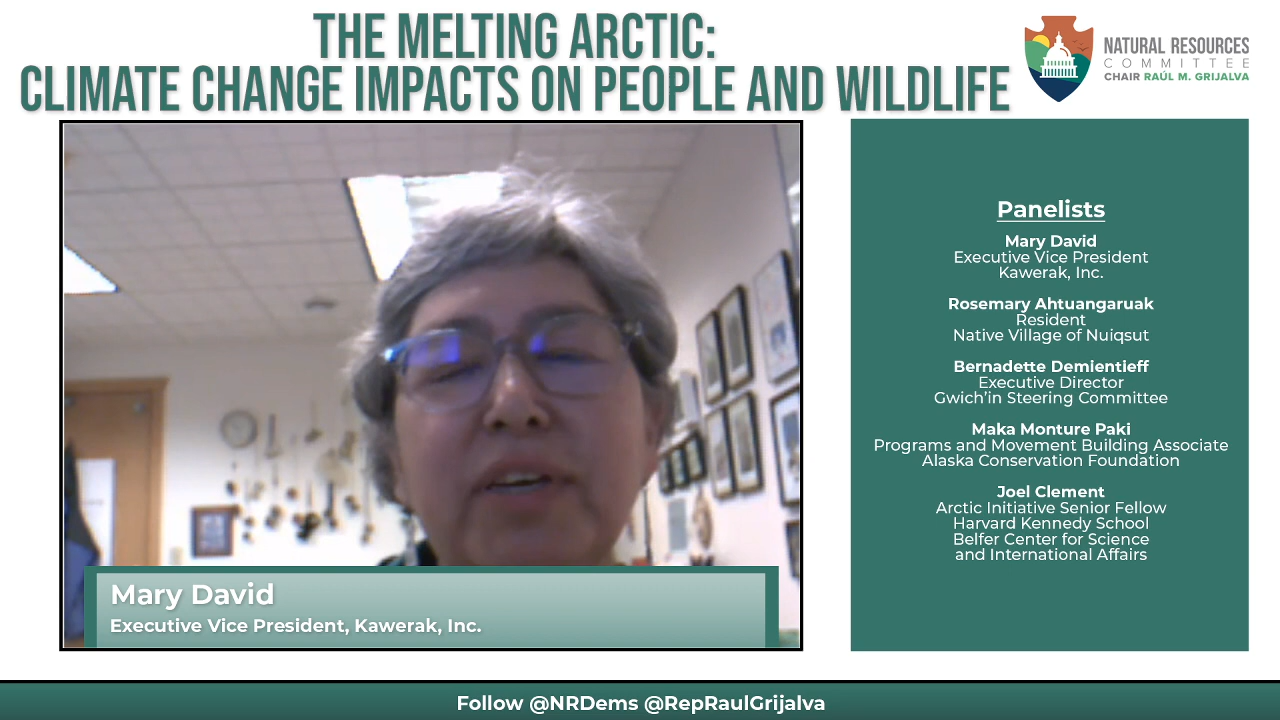 THE MELTING ARCTIC:
CLIMATE CHANGE IMPACTS ON PEOPLE AND WILDLIFE
NATURAL RESOURCES
COMMITTEE
CHAIR RAÚL M. GRIJALVA
Panelists
Mary David
Executive Vice President
Kawerak, Inc.
Rosemary Ahtuangaruak
Resident
Native Village of Nuiqsut
Bernadette Demientieff
Executive Director
Gwich’in Steering Committee
Maka Monture Paki
Programs and Movement Building Associate
Alaska Conservation Foundation
Joel Clement
Arctic Initiative Senior Fellow
Harvard Kennedy School
Belfer Center for Science
and International Affairs
Mary David
Executive Vice President, Kawerak, Inc.
Follow @NRDems @RepRaulGrijalva